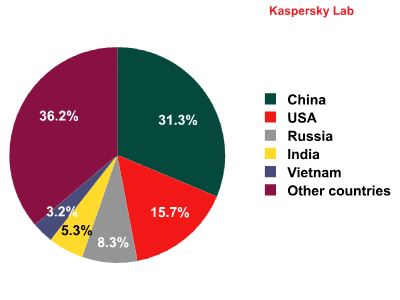 Kaspersky Lab
36.2%
31.3%
3.2%
5.3%
8.3%
15.7%
China
USA
Russia
India
Vietnam
Other countries